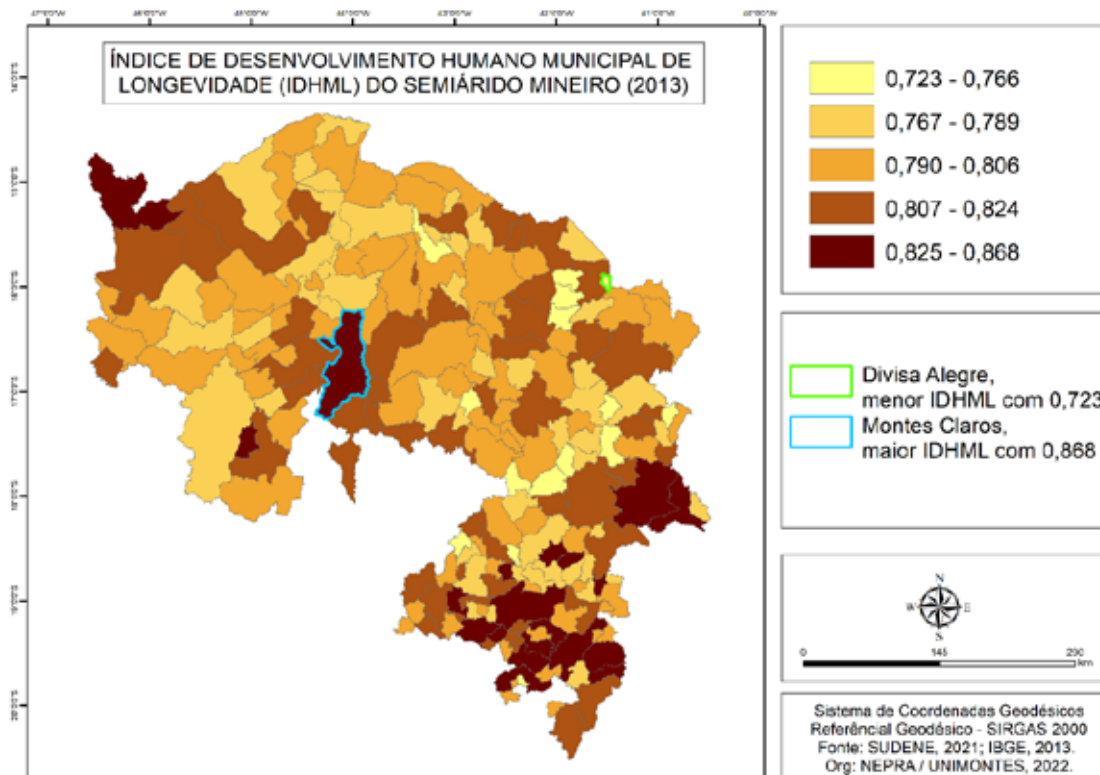 ÍNDICE DE DESENVOLVIMENTO HUMANO MUNICIPAL DE
LONGEVIDADE (IDHML) DO SEMIÁRIDO MINEIRO (2013)
0,723 - 0,766
0,767 - 0,789
0,790 - 0,806
0,807 - 0,824
0,825 - 0,868
Divisa Alegre,
menor IDHML com 0,723
Montes Claros,
maior IDHML com 0,868
N
W E
S
0 145 290
km
Sistema de Coordenadas Geodésicos
Referêncial Geodésico - SIRGAS 2000
Fonte: SUDENE, 2021; IBGE, 2013.
Org: NEPRA / UNIMONTES, 2022.